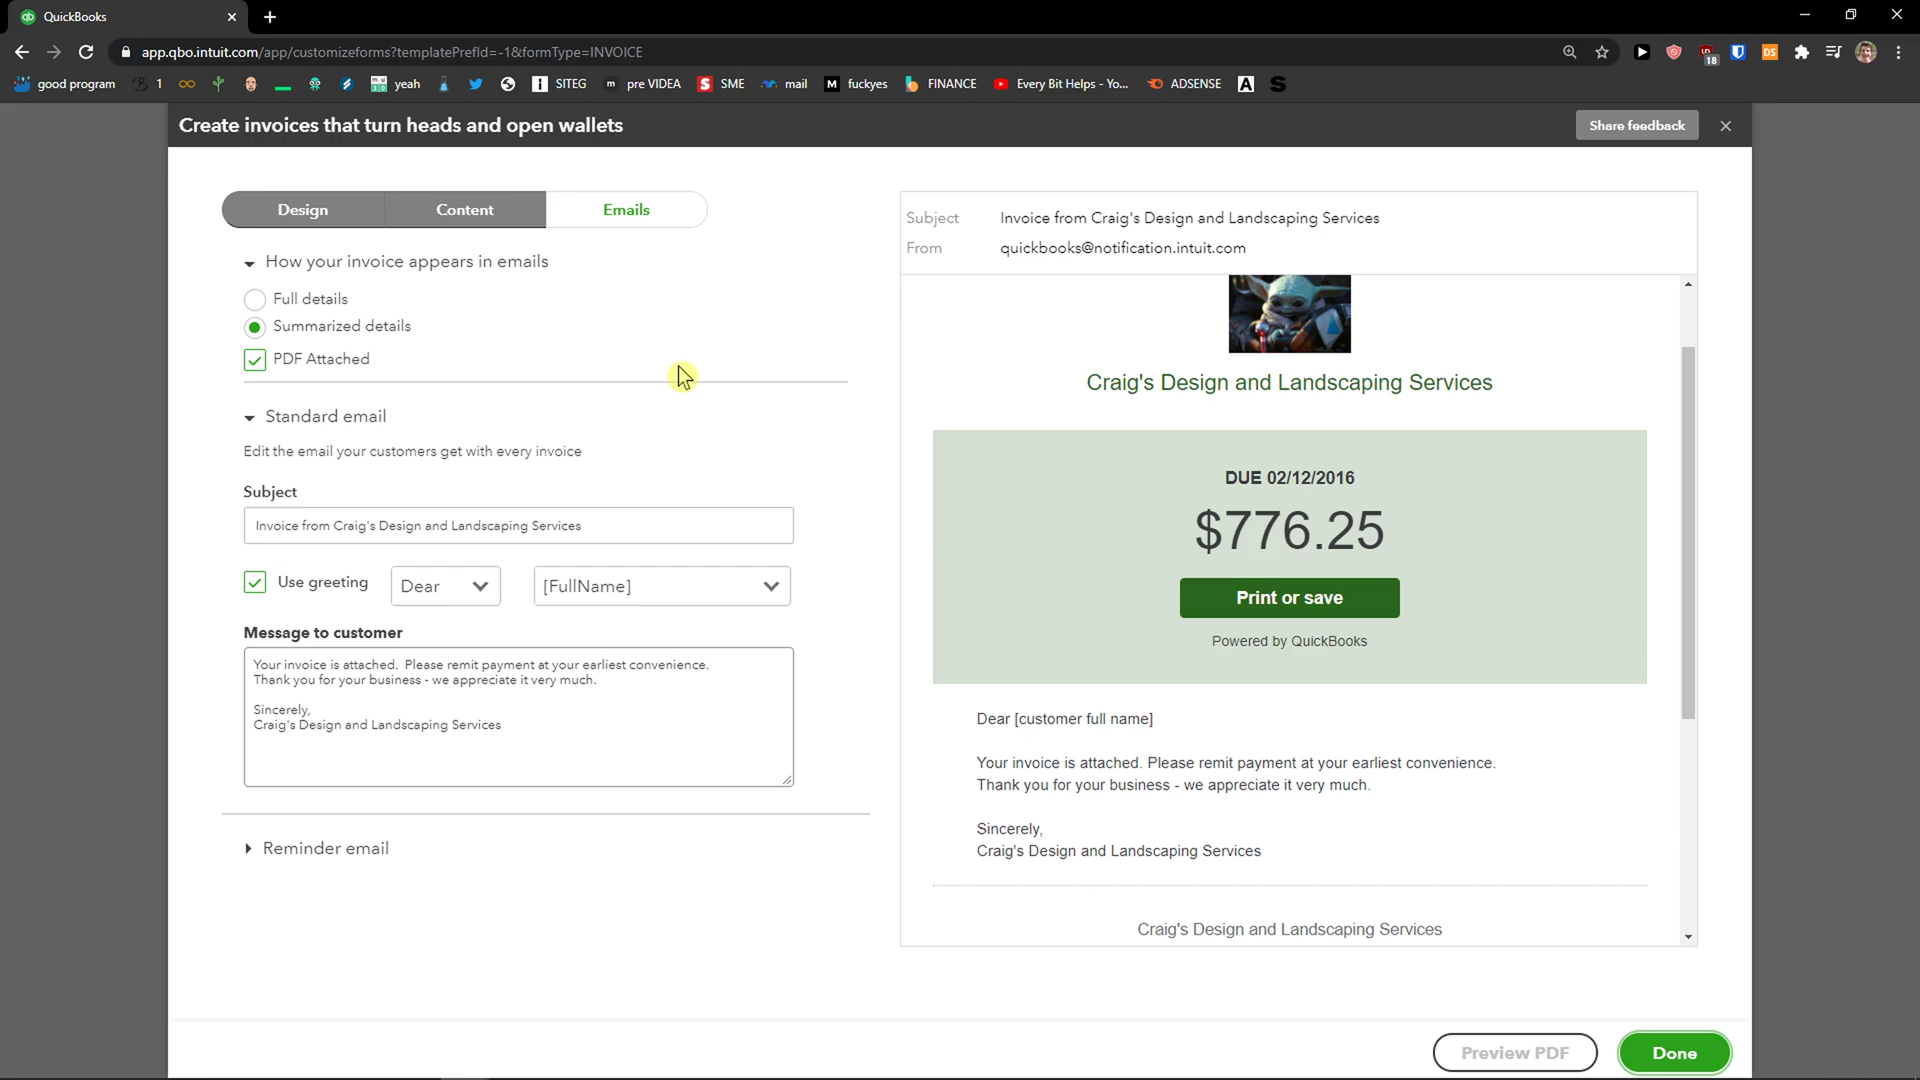 QuickBooks
app.qbo.intuit.com/app/customizeforms?templatePrefId=-1&formType=INVOICE
18
DS
good program
1
yeah
SITEG
pre VIDEA
SME
mail
fuckyes
FINANCE
Every Bit Helps - Yo...
ADSENSE
Create invoices that turn heads and open wallets
Share feedback
Design
Content
Emails
How your invoice appears in emails
Full details
Summarized details
PDF Attached
Standard email
Edit the email your customers get with every invoice
Subject
Invoice from Craig's Design and Landscaping Services
Use greeting
Dear
[FullName]
Message to customer
Your invoice is attached. Please remit payment at your earliest convenience.
Thank you for your business - we appreciate it very much.
Sincerely,
Craig's Design and Landscaping Services
Reminder email
Subject Invoice from Craig's Design and Landscaping Services
From quickbooks@notification.intuit.com
Craig's Design and Landscaping Services
DUE 02/12/2016
$776.25
Print or save
Powered by QuickBooks
Dear [customer full name]
Your invoice is attached. Please remit payment at your earliest convenience.
Thank you for your business - we appreciate it very much.
Sincerely,
Craig's Design and Landscaping Services
Craig's Design and Landscaping Services
Preview PDF
Done